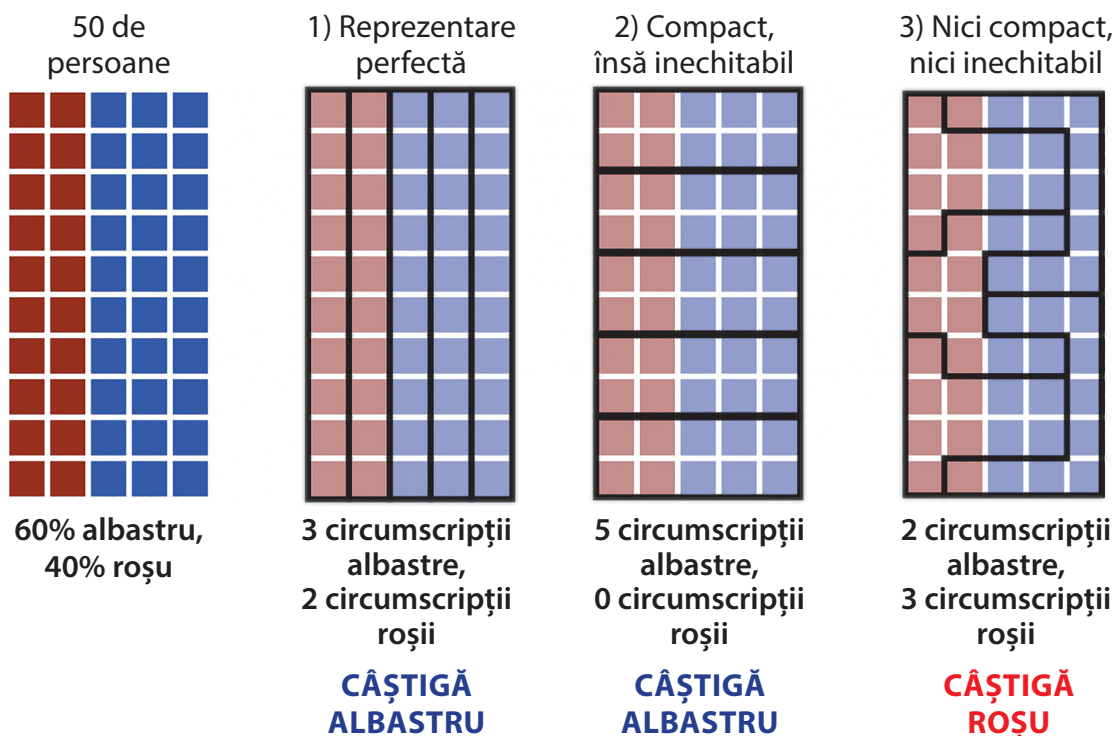 50 de
persoane
1) Reprezentare
perfectă
2) Compact,
însă inechitabil
3) Nici compact,
nici inechitabil
60% albastru,
40% roșu
3 circumscripții
albastre,
2 circumscripții
roșii
CÂȘTIGĂ
ALBASTRU
5 circumscripții
albastre,
0 circumscripții
roșii
CÂȘTIGĂ
ALBASTRU
2 circumscripții
albastre,
3 circumscripții
roșii
CÂȘTIGĂ
ROȘU